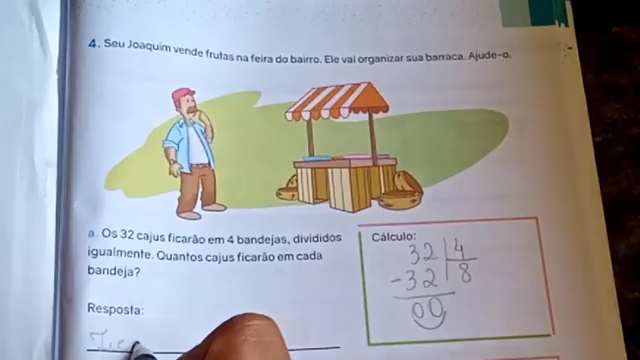 4. Seu Joaquim vende frutas na feira do bairro. Ele vai organizar sua barraca. Ajude-o.
a. Os 32 cajus ficarão em 4 bandejas, divididos
igualmente. Quantos cajus ficarão em cada
bandeja?
Resposta:
Cálculo:
32 4
-32 8
00